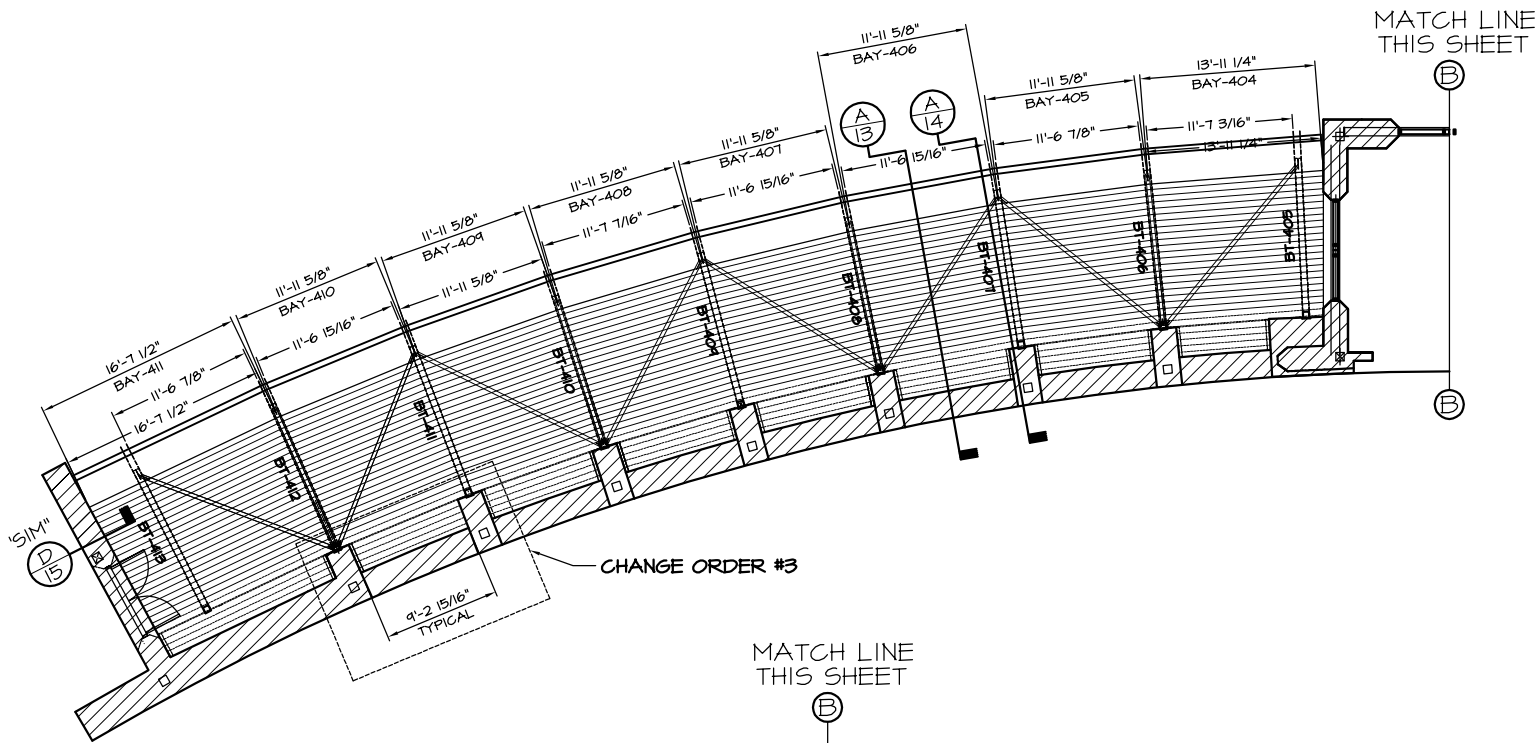 MATCH LINE
THIS SHEET
B
11'-11 5/8"
BAY-406
13'-11 1/4"
BAY-404
11'-11 5/8"
BAY-405
A
13
A
14
11'-7 3/16"
13'-11 1/4"
11'-6 7/8"
11'-11 5/8"
BAY-407
11'-6 15/16"
11'-11 5/8"
BAY-408
11'-6 15/16"
11'-11 5/8"
BAY-409
11'-7 7/16"
11'-11 5/8"
BAY-410
11'-11 5/8"
16'-7 1/2"
BAY-411
11'-6 15/16"
11'-6 7/8"
16'-7 1/2"
BT-405
BT-406
BT-407
BT-408
BT-409
BT-410
BT-411
BT-412
BT-413
B
"SIM"
D
15
CHANGE ORDER #3
9'-2 15/16"
TYPICAL
MATCH LINE
THIS SHEET
B